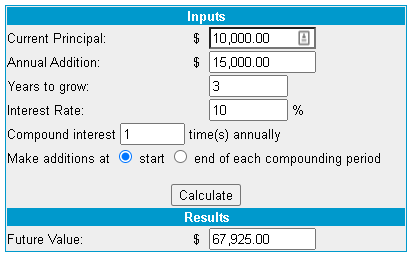 Inputs
Current Principal: $ 10,000.00
Annual Addition: $ 15,000.00
Years to grow: 3
Interest Rate: 10 %
Compound interest 1 time(s) annually
Make additions at start end of each compounding period
Calculate
Results
Future Value: $ 67,925.00